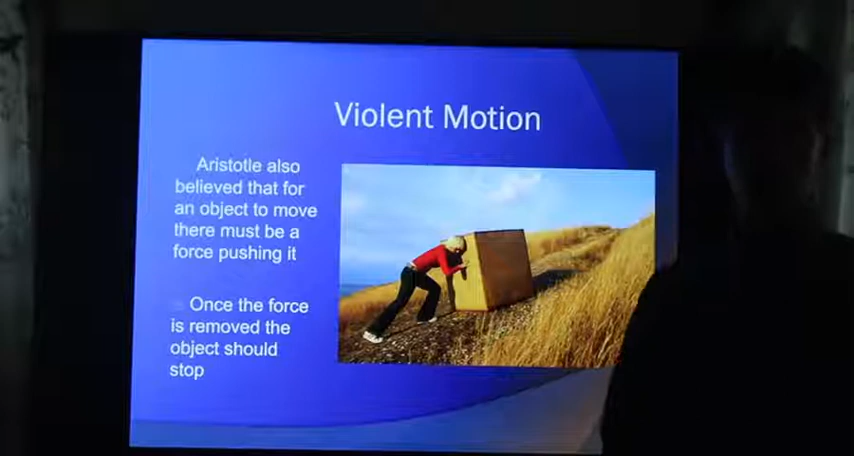 Violent Motion
Aristotle also
believed that for
an object to move
there must be a
force pushing it
Once the force
is removed the
object should
stop